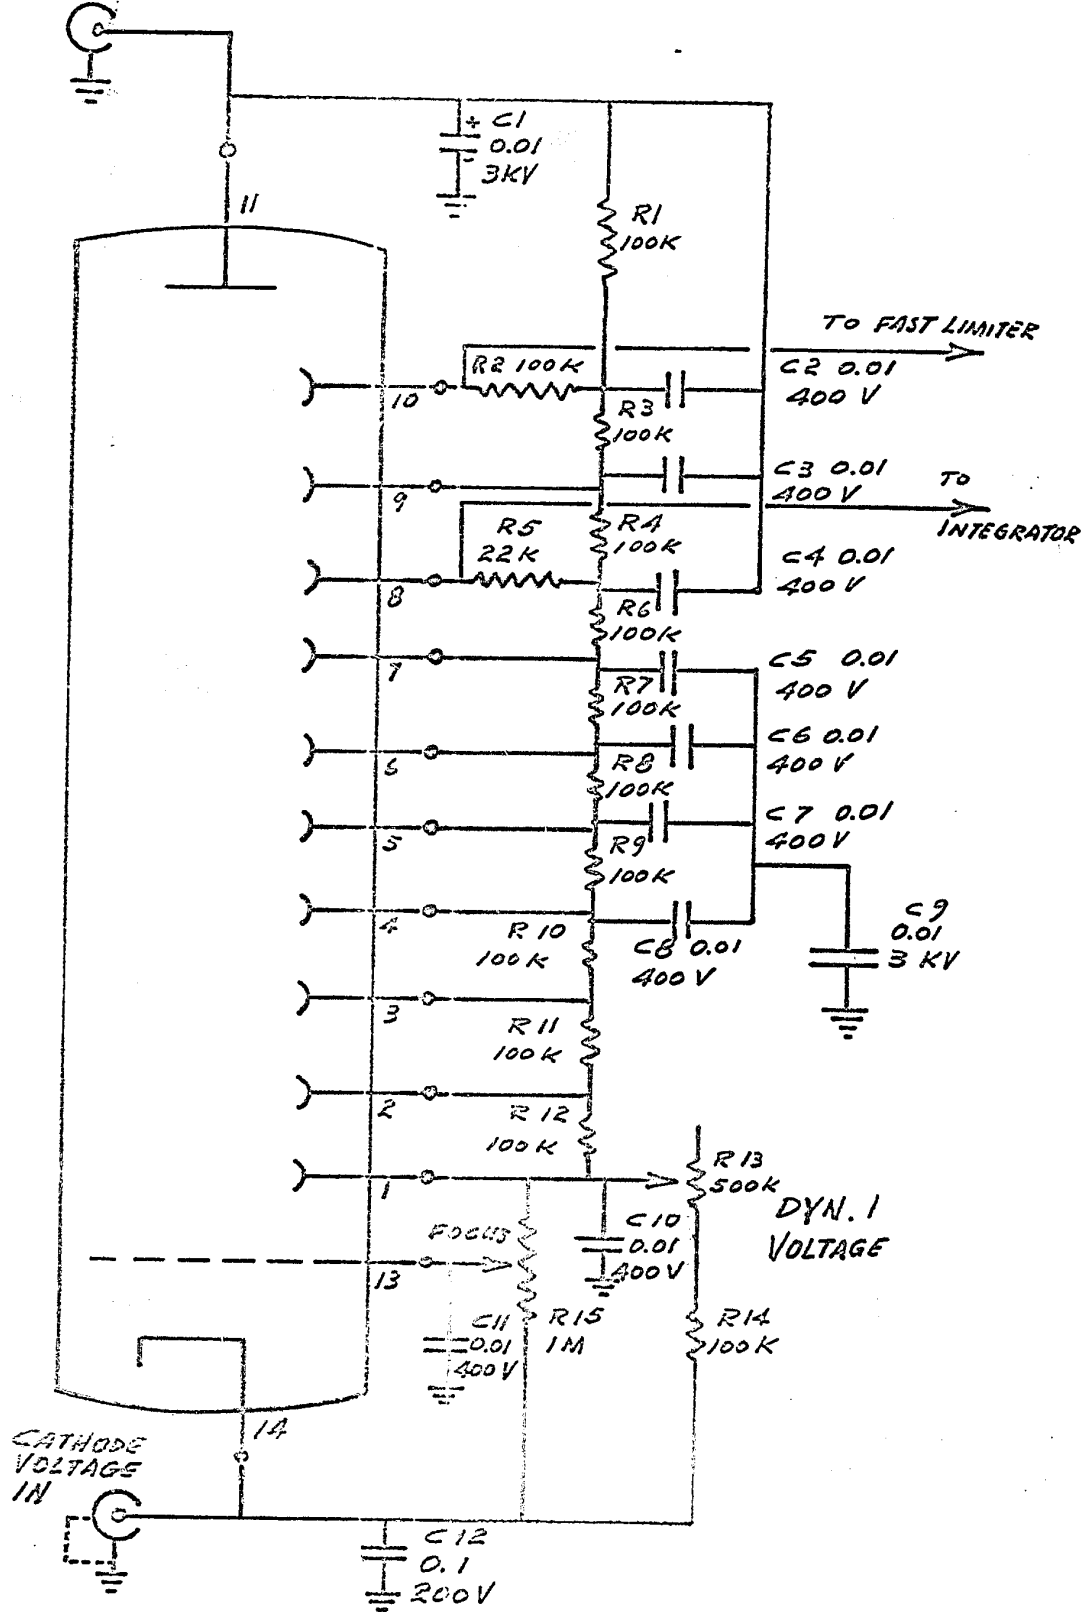 C1
0.01
3KV
11
R1
100K
TO FAST LIMITER
R2 100K
C2 0.01
400 V
10
R3
100K
C3 0.01
400 V
TO
INTEGRATOR
9
R4
100K
R5
22K
C4 0.01
400 V
8
R6
100K
7
C5 0.01
400 V
R7
100K
C6 0.01
400 V
6
R8
100K
C7 0.01
400V
5
R9
100K
4
C8 0.01
400 V
C9
0.01
3 KV
R 10
100 K
3
R 11
100K
2
R 12
100K
1
R 13
500K
DYN. 1
VOLTAGE
C10
0.01
400V
FOCUS
13
C11
0.01
400V
R15
1M
R14
100K
14
CATHODE
VOLTAGE
IN
C12
0.1
200V